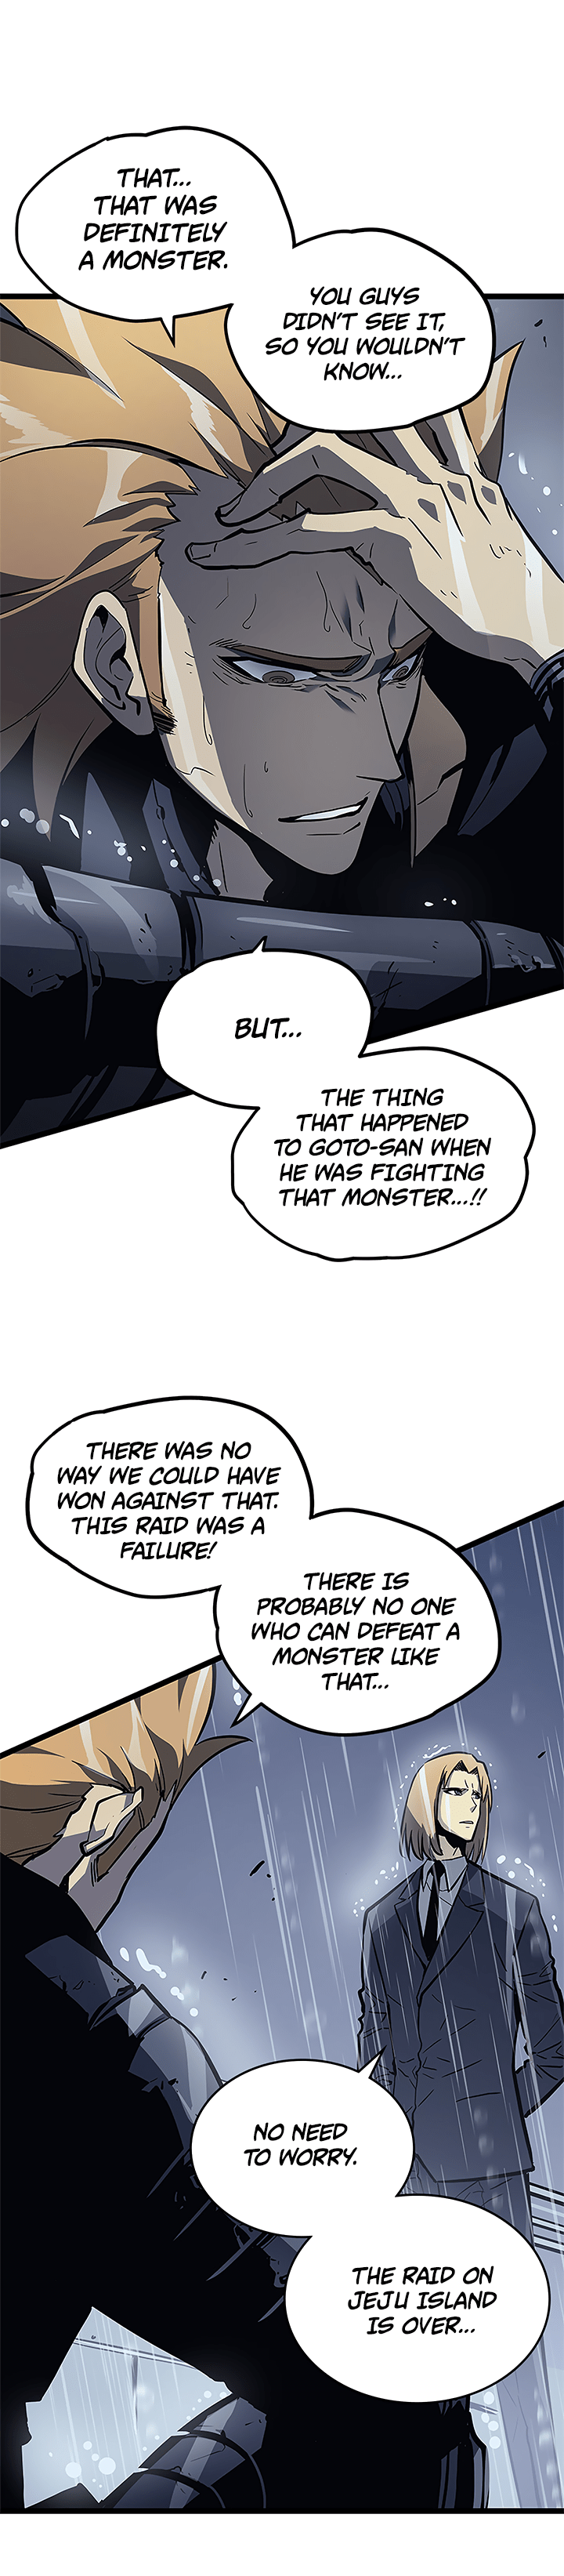 THAT...
THAT WAS
DEFINITELY
A MONSTER.
YOU GUYS
DIDN'T SEE IT,
SO YOU WOULDN'T
KNOW...
BUT...
THE THING
THAT HAPPENED
TO GOTO-SAN WHEN
HE WAS FIGHTING
THAT MONSTER...!!
THERE WAS NO
WAY WE COULD HAVE
WON AGAINST THAT.
THIS RAID WAS A
FAILURE!
THERE IS
PROBABLY NO ONE
WHO CAN DEFEAT A
MONSTER LIKE
THAT...
NO NEED
TO WORRY.
THE RAID ON
JEJU ISLAND
IS OVER...